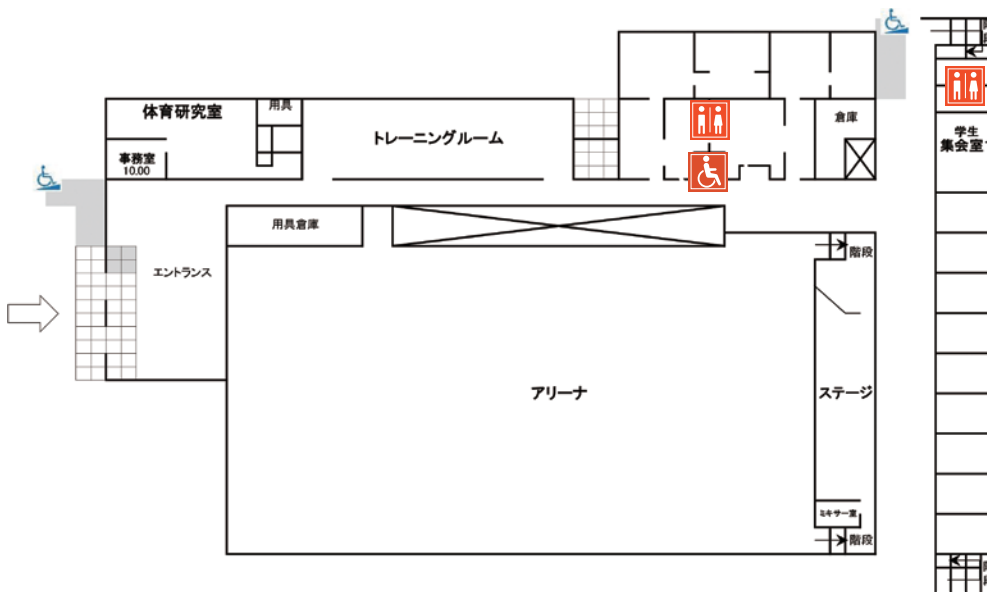 体育研究室
用具
トレーニングルーム
倉庫
事務室
10.00
学生
集会室
用具倉庫
階段
エントランス
アリーナ
ステージ
ミキサー室
階段